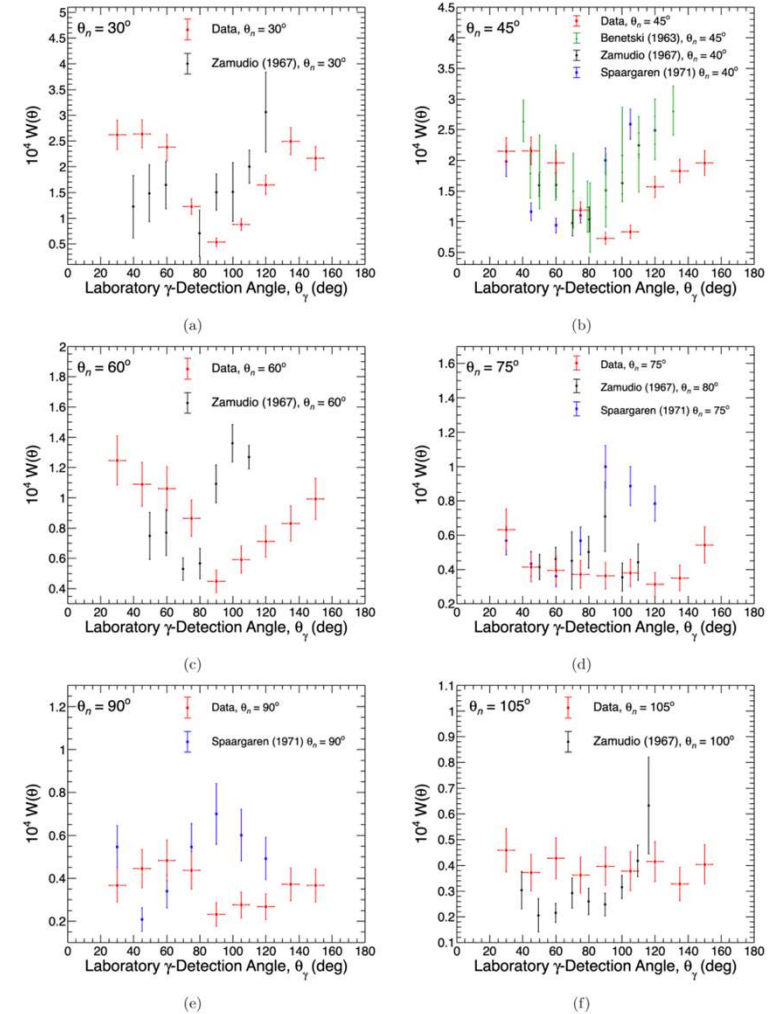 θn = 30°
Data, θn = 30°
Zamudio (1967), θn = 30°
10⁴ W(θ)
5
4.5
4
3.5
3
2.5
2
1.5
1
0.5
0 20 40 60 80 100 120 140 160 180
Laboratory γ-Detection Angle, θγ (deg)
(a)
θn = 45°
Data, θn = 45°
Benetski (1963), θn = 45°
Zamudio (1967), θn = 40°
Spaargaren (1971) θn = 40°
10⁴ W(θ)
4.5
4
3.5
3
2.5
2
1.5
1
0.5
0 20 40 60 80 100 120 140 160 180
Laboratory γ-Detection Angle, θγ (deg)
(b)
θn = 60°
Data, θn = 60°
Zamudio (1967), θn = 60°
10⁴ W(θ)
2
1.8
1.6
1.4
1.2
1
0.8
0.6
0.4
0 20 40 60 80 100 120 140 160 180
Laboratory γ-Detection Angle, θγ (deg)
(c)
θn = 75°
Data, θn = 75°
Zamudio (1967), θn = 80°
Spaargaren (1971) θn = 75°
10⁴ W(θ)
1.6
1.4
1.2
1
0.8
0.6
0.4
0.2
0 20 40 60 80 100 120 140 160 180
Laboratory γ-Detection Angle, θγ (deg)
(d)
θn = 90°
Data, θn = 90°
Spaargaren (1971) θn = 90°
10⁴ W(θ)
1.2
1
0.8
0.6
0.4
0.2
0 20 40 60 80 100 120 140 160 180
Laboratory γ-Detection Angle, θγ (deg)
(e)
θn = 105°
Data, θn = 105°
Zamudio (1967), θn = 100°
10⁴ W(θ)
1.1
1
0.9
0.8
0.7
0.6
0.5
0.4
0.3
0.2
0.1
0 20 40 60 80 100 120 140 160 180
Laboratory γ-Detection Angle, θγ (deg)
(f)